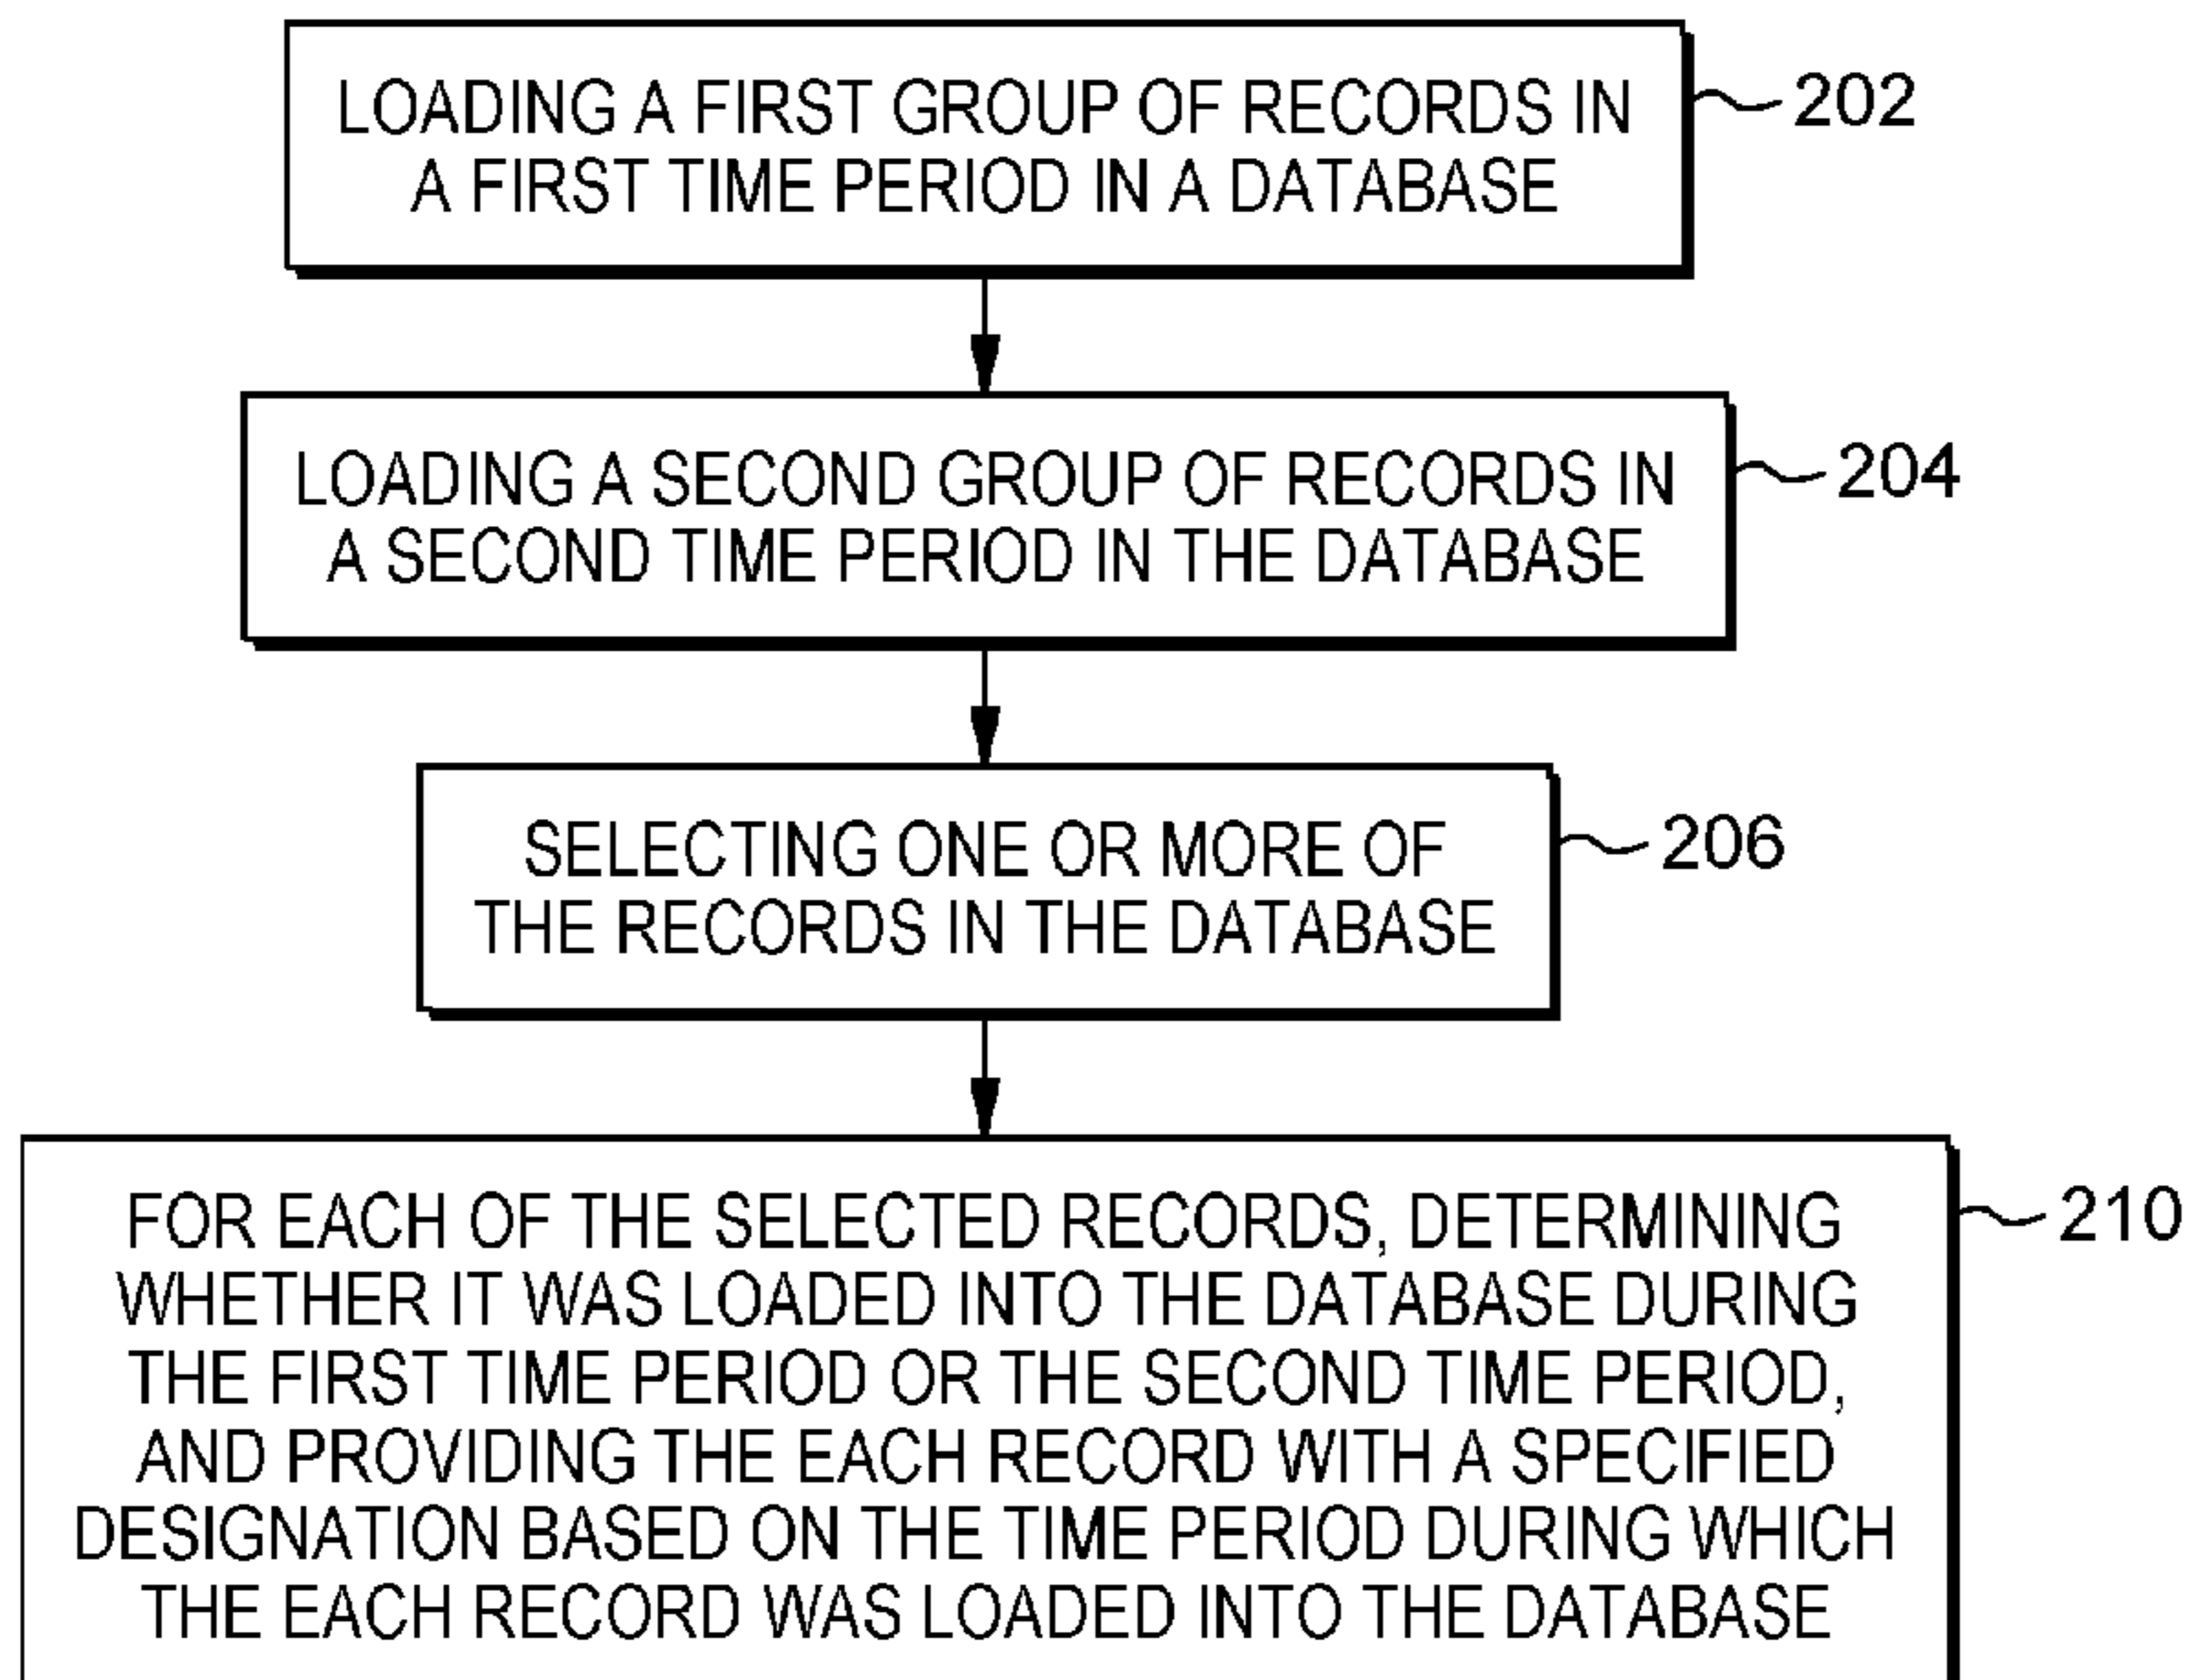 LOADING A FIRST GROUP OF RECORDS IN
A FIRST TIME PERIOD IN A DATABASE
202
LOADING A SECOND GROUP OF RECORDS IN
A SECOND TIME PERIOD IN THE DATABASE
204
SELECTING ONE OR MORE OF
THE RECORDS IN THE DATABASE
206
FOR EACH OF THE SELECTED RECORDS, DETERMINING
WHETHER IT WAS LOADED INTO THE DATABASE DURING
THE FIRST TIME PERIOD OR THE SECOND TIME PERIOD,
AND PROVIDING THE EACH RECORD WITH A SPECIFIED
DESIGNATION BASED ON THE TIME PERIOD DURING WHICH
THE EACH RECORD WAS LOADED INTO THE DATABASE
210